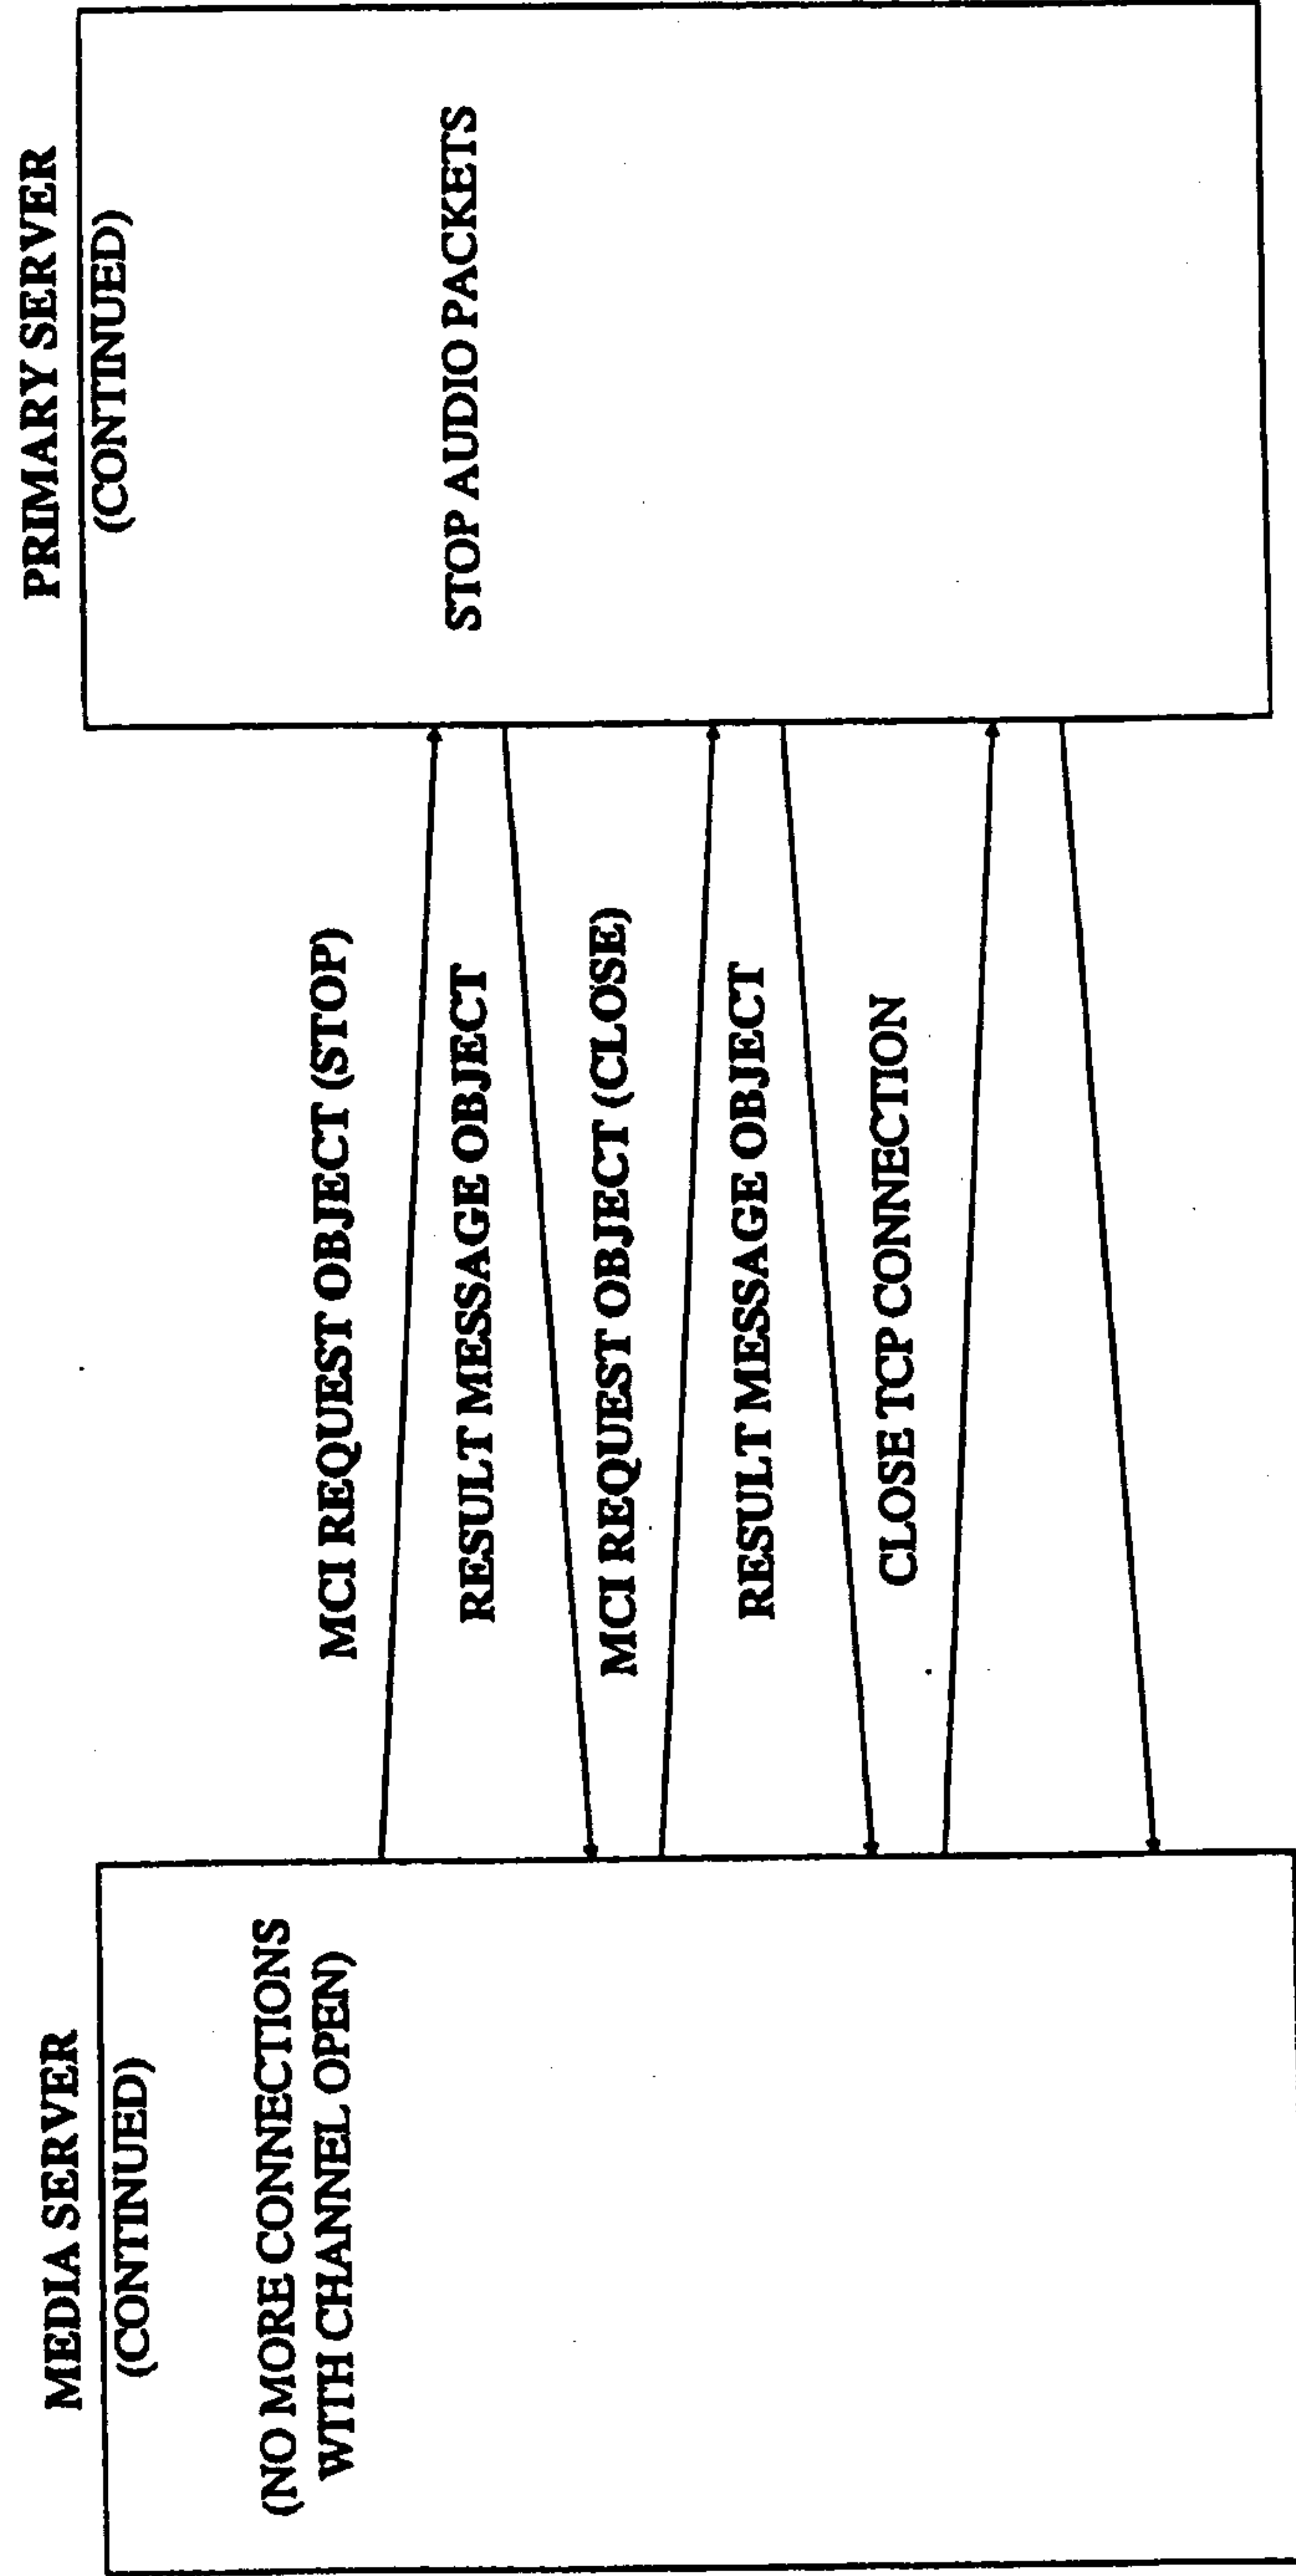 MEDIA SERVER
(CONTINUED)
(NO MORE CONNECTIONS
WITH CHANNEL OPEN)
MCI REQUEST OBJECT (STOP)
RESULT MESSAGE OBJECT
MCI REQUEST OBJECT (CLOSE)
RESULT MESSAGE OBJECT
CLOSE TCP CONNECTION
PRIMARY SERVER
(CONTINUED)
STOP AUDIO PACKETS